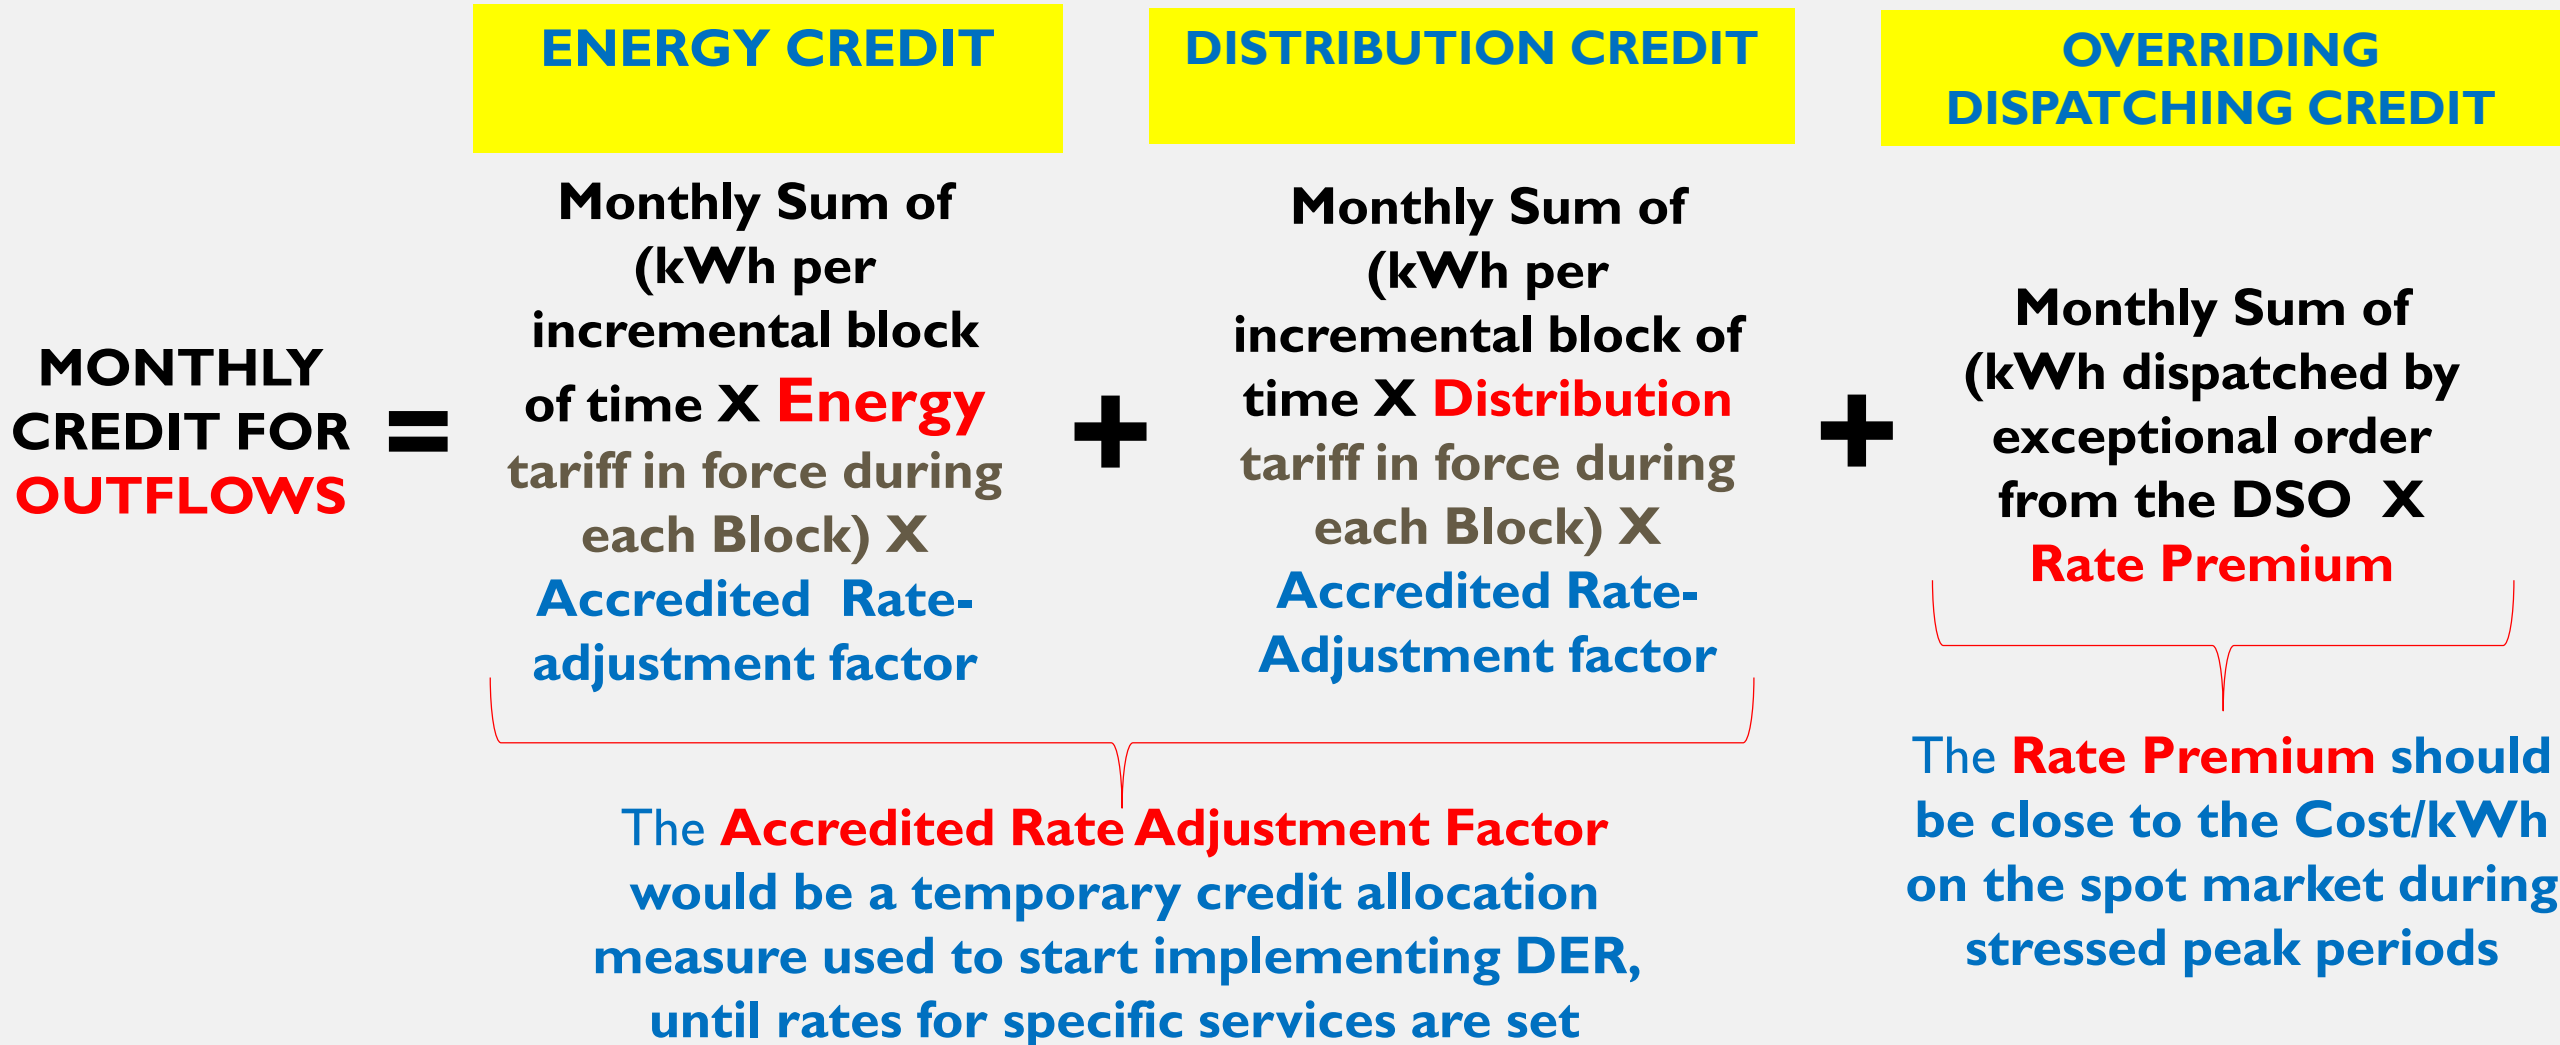 MONTHLY
CREDIT FOR
OUTFLOWS
=
ENERGY CREDIT
Monthly Sum of
(kWh per
incremental block
of time X Energy
tariff in force during
each Block) X
Accredited Rate-
adjustment factor
+
DISTRIBUTION CREDIT
Monthly Sum of
(kWh per
incremental block of
time X Distribution
tariff in force during
each Block) X
Accredited Rate-
Adjustment factor
+
OVERRIDING
DISPATCHING CREDIT
Monthly Sum of
(kWh dispatched by
exceptional order
from the DSO X
Rate Premium
The Accredited Rate Adjustment Factor
would be a temporary credit allocation
measure used to start implementing DER,
until rates for specific services are set
The Rate Premium should
be close to the Cost/kWh
on the spot market during
stressed peak periods